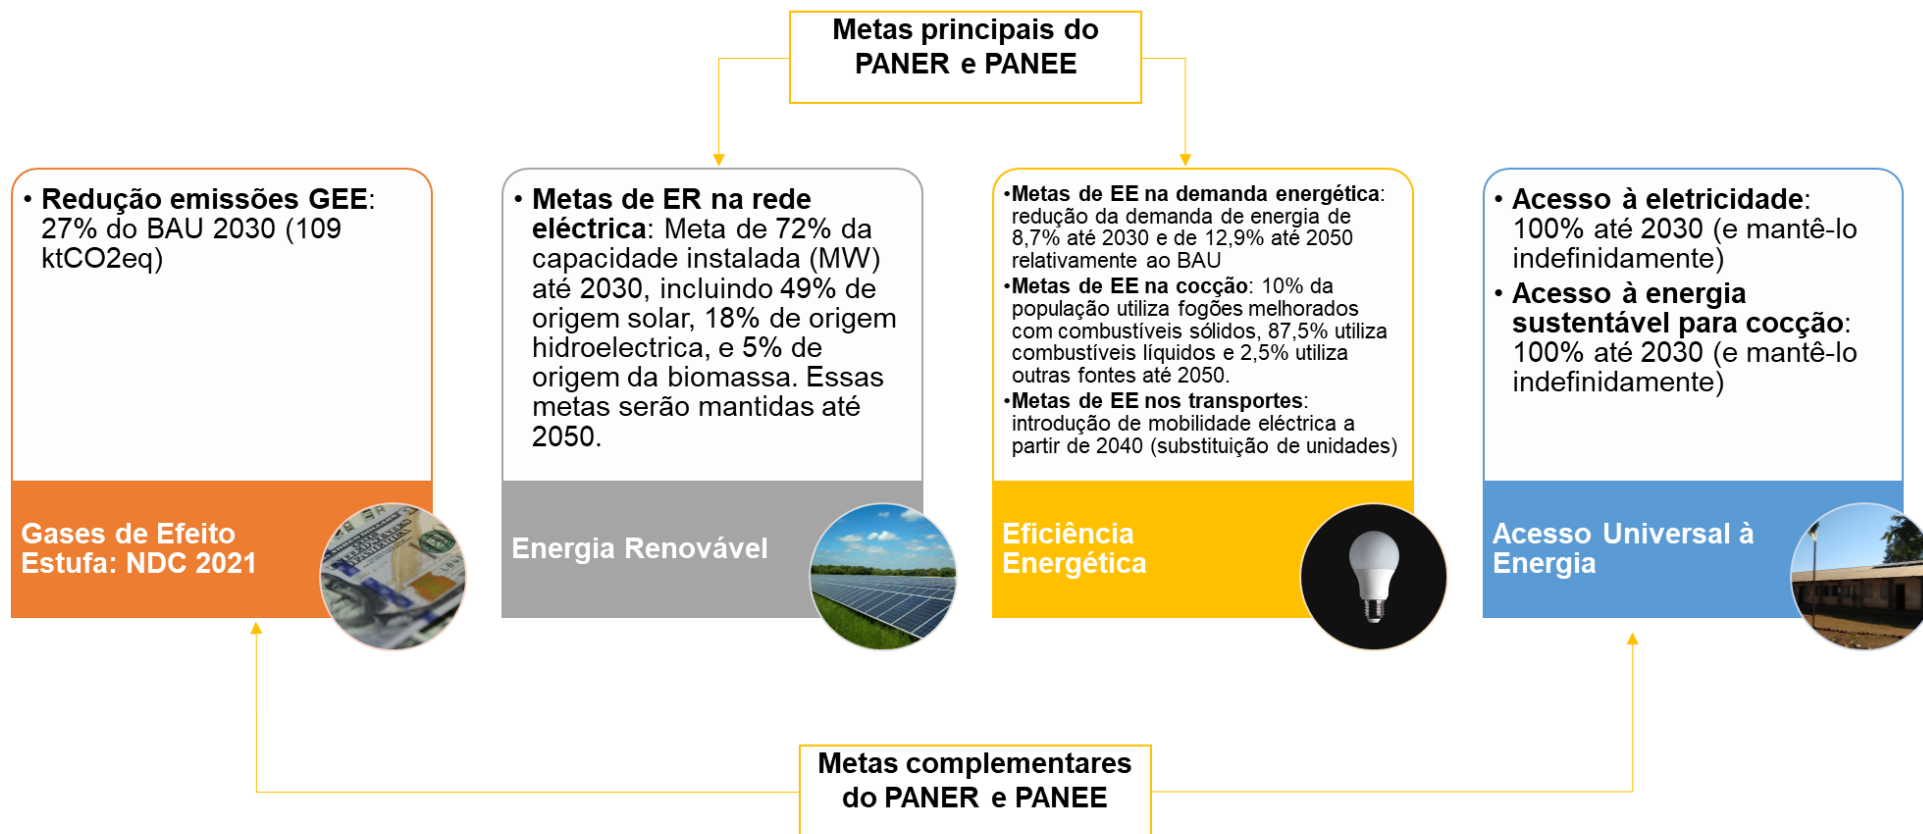 Metas principais do
PANER e PANEE
• Redução emissões GEE:
27% do BAU 2030 (109
ktCO2eq)
Gases de Efeito
Estufa: NDC 2021
• Metas de ER na rede
eléctrica: Meta de 72% da
capacidade instalada (MW)
até 2030, incluindo 49% de
origem solar, 18% de origem
hidroelectrica, e 5% de
origem da biomassa. Essas
metas serão mantidas até
2050.
Energia Renovável
•Metas de EE na demanda energética:
redução da demanda de energia de
8,7% até 2030 e de 12,9% até 2050
relativamente ao BAU
•Metas de EE na cocção: 10% da
população utiliza fogões melhorados
com combustíveis sólidos, 87,5% utiliza
combustíveis líquidos e 2,5% utiliza
outras fontes até 2050.
•Metas de EE nos transportes:
introdução de mobilidade eléctrica a
partir de 2040 (substituição de unidades)
Eficiência
Energética
• Acesso à eletricidade:
100% até 2030 (e mantê-lo
indefinidamente)
• Acesso à energia
sustentável para cocção:
100% até 2030 (e mantê-lo
indefinidamente)
Acesso Universal à
Energia
Metas complementares
do PANER e PANEE